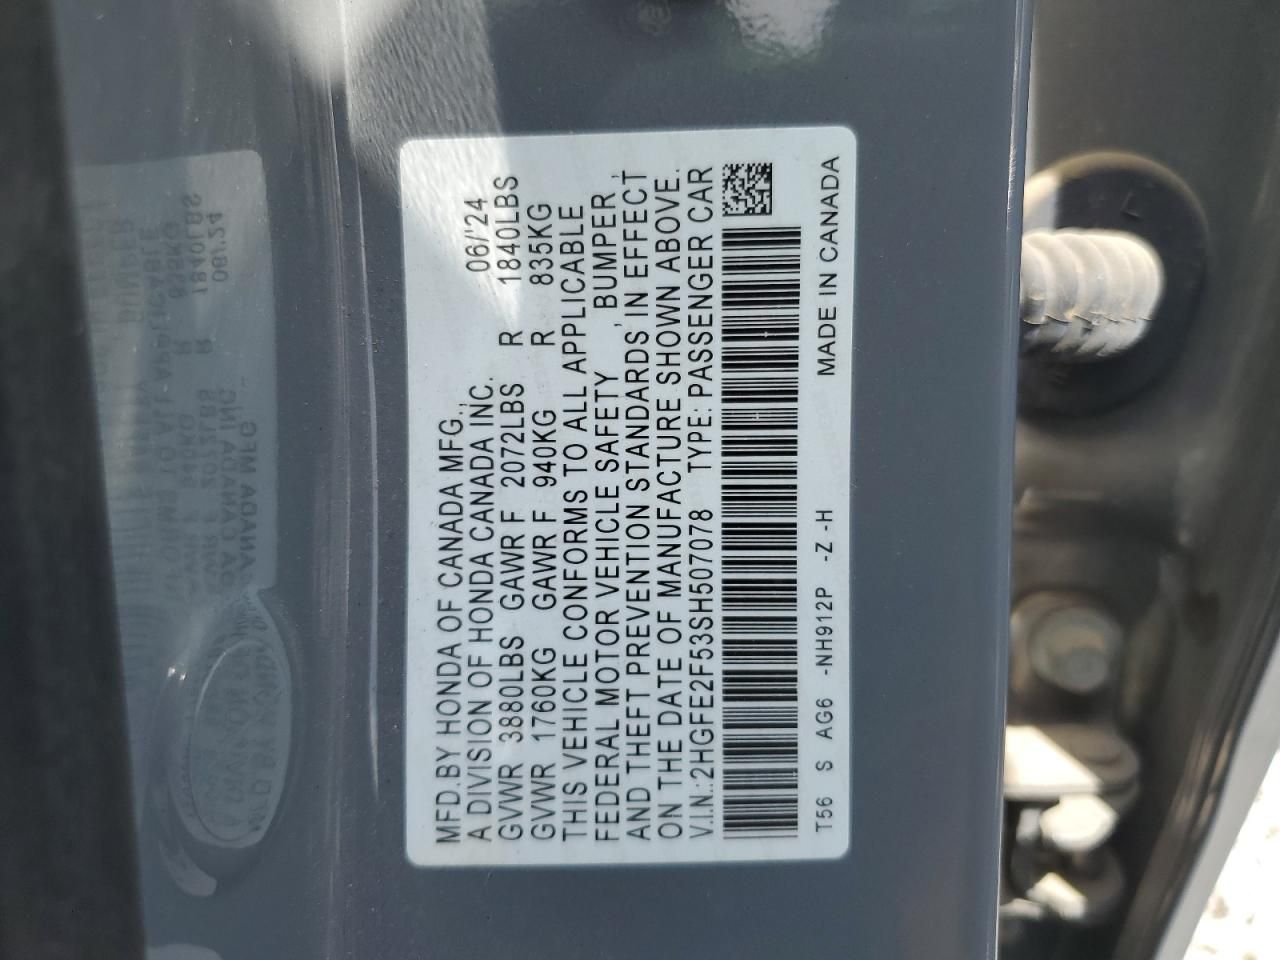 MFD.BY HONDA OF CANADA MFG.,
A DIVISION OF HONDA CANADA INC. 06/'24
GVWR 3880LBS GAWR F 2072LBS R 1840LBS
GVWR 1760KG GAWR F 940KG R 835KG
THIS VEHICLE CONFORMS TO ALL APPLICABLE
FEDERAL MOTOR VEHICLE SAFETY, BUMPER,
AND THEFT PREVENTION STANDARDS IN EFFECT
ON THE DATE OF MANUFACTURE SHOWN ABOVE.
V.I.N.:2HGFE2F53SH507078 TYPE: PASSENGER CAR
T56 S AG6 -NH912P -Z -H MADE IN CANADA